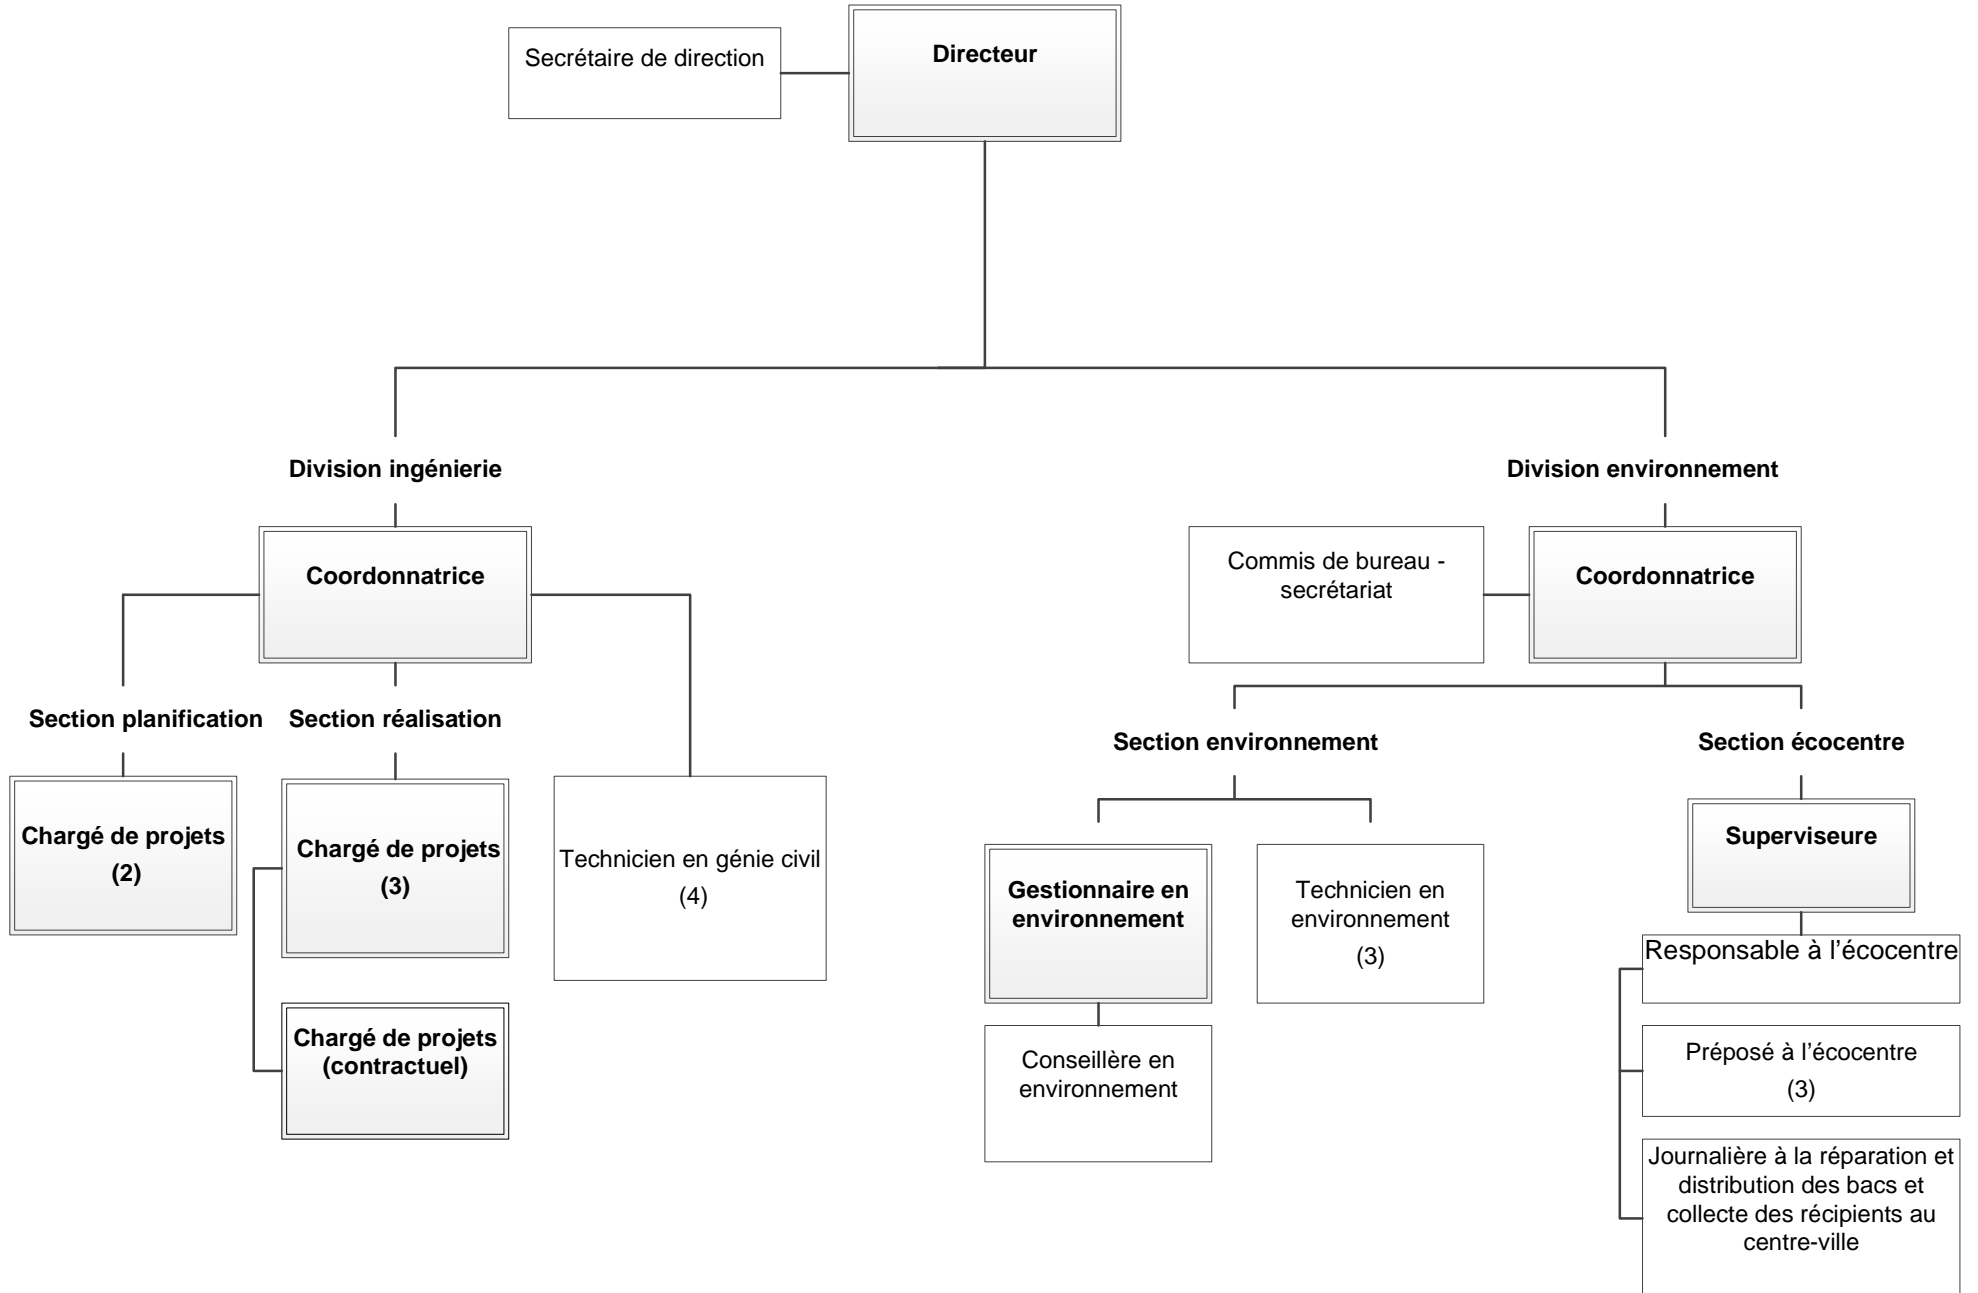 Secrétaire de direction
Directeur
Division ingénierie
Division environnement
Coordonnatrice
Commis de bureau -
secrétariat
Coordonnatrice
Section planification
Section réalisation
Section environnement
Section écocentre
Chargé de projets
(2)
Chargé de projets
(3)
Technicien en génie civil
(4)
Chargé de projets
(contractuel)
Gestionnaire en
environnement
Technicien en
environnement
(3)
Conseillère en
environnement
Superviseure
Responsable à l’écocentre
Préposé à l’écocentre
(3)
Journalière à la réparation et
distribution des bacs et
collecte des récipients au
centre-ville